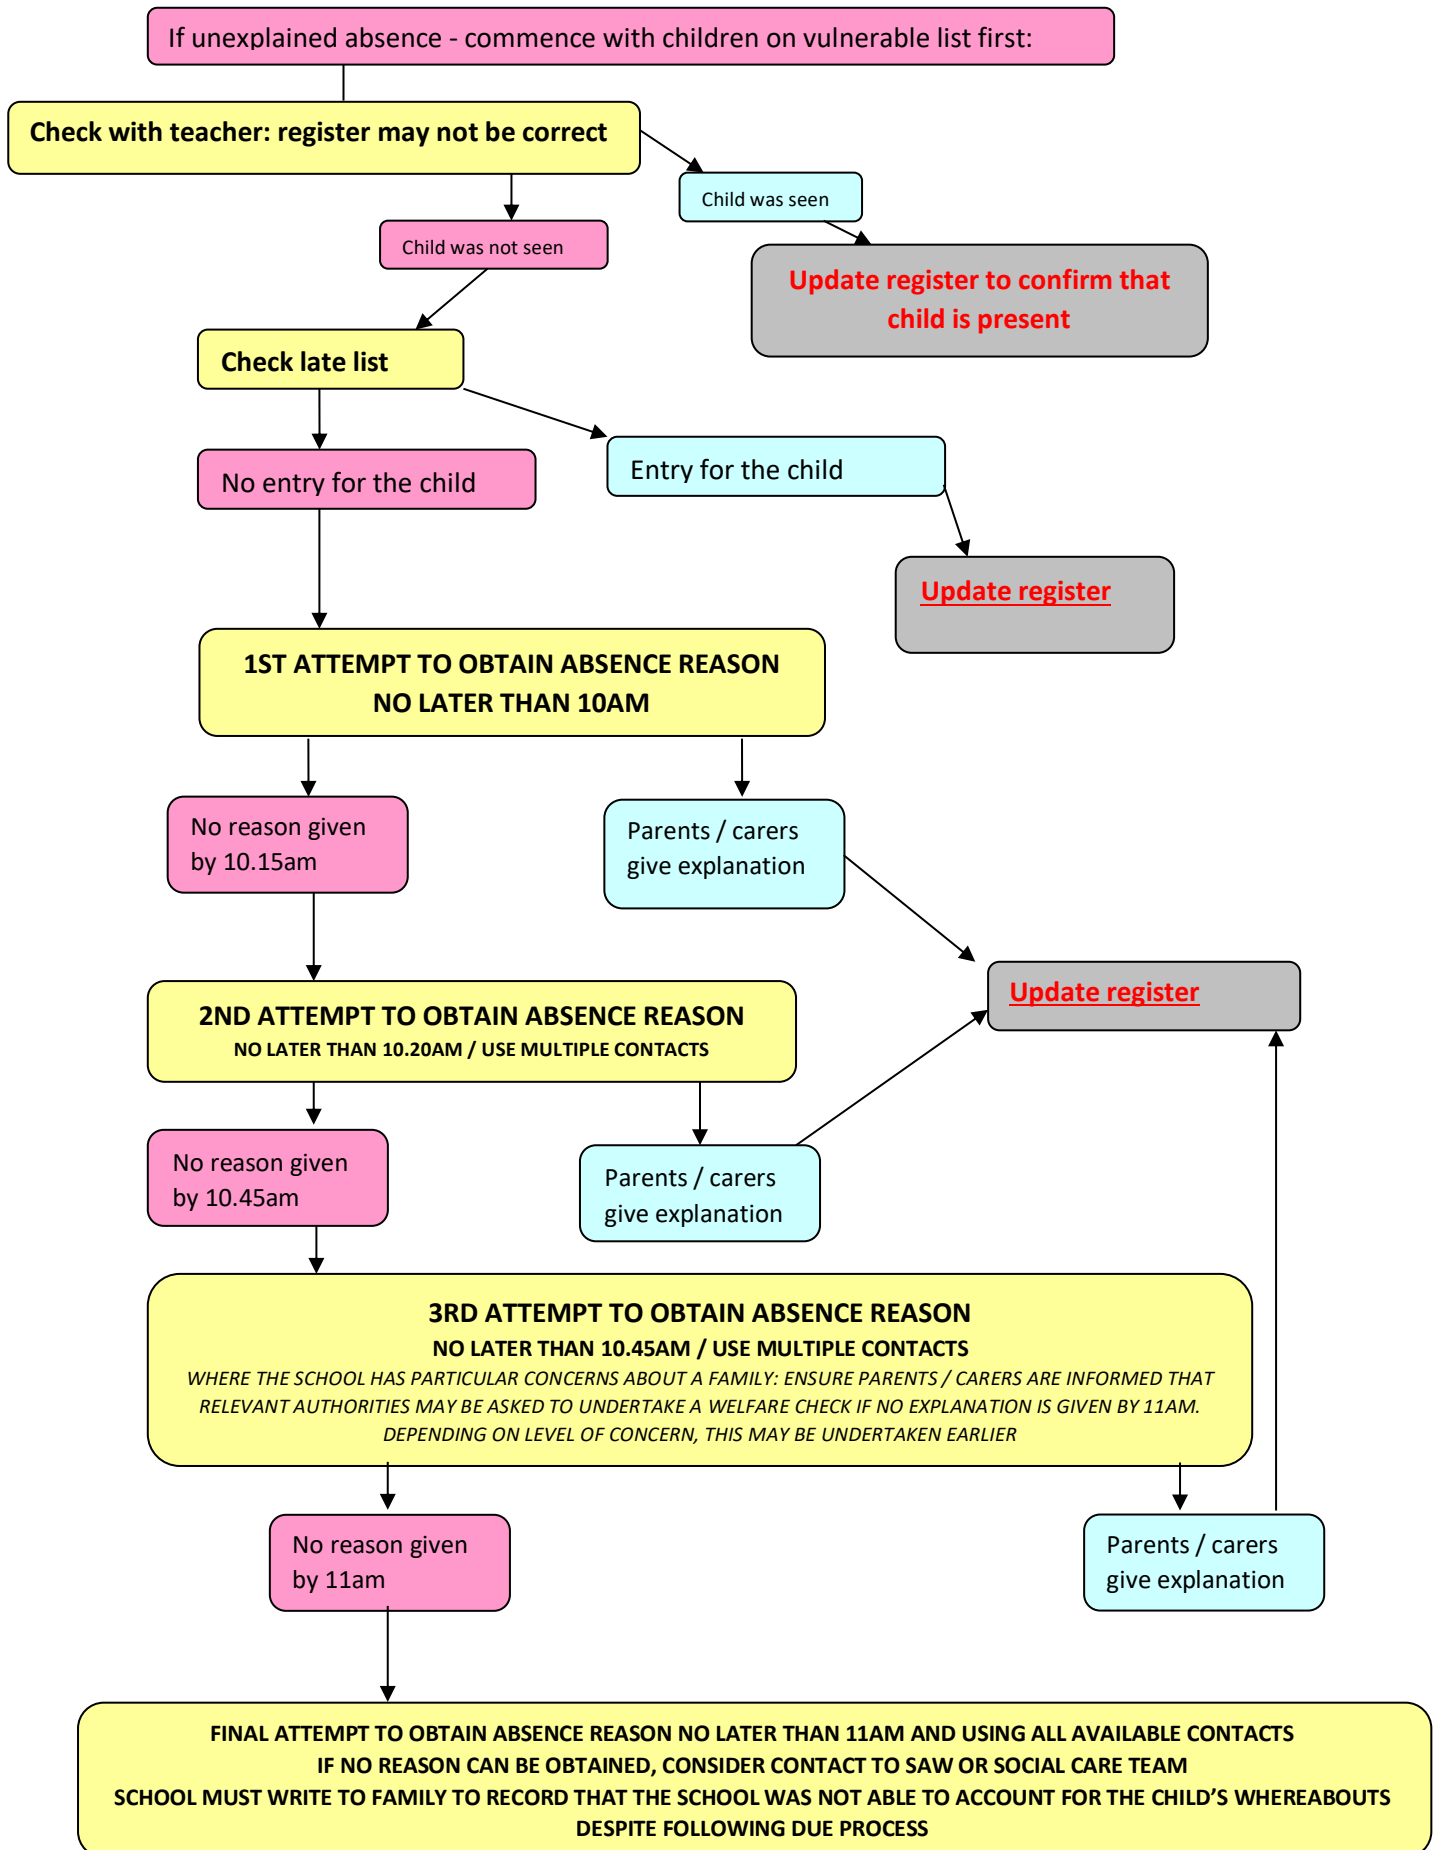 If unexplained absence - commence with children on vulnerable list first:
Check with teacher: register may not be correct
Child was seen
Child was not seen
Update register to confirm that
child is present
Check late list
Entry for the child
No entry for the child
Update register
1ST ATTEMPT TO OBTAIN ABSENCE REASON
NO LATER THAN 10AM
No reason given
by 10.15am
Parents / carers
give explanation
Update register
2ND ATTEMPT TO OBTAIN ABSENCE REASON
NO LATER THAN 10.20AM / USE MULTIPLE CONTACTS
No reason given
by 10.45am
Parents / carers
give explanation
3RD ATTEMPT TO OBTAIN ABSENCE REASON
NO LATER THAN 10.45AM / USE MULTIPLE CONTACTS
WHERE THE SCHOOL HAS PARTICULAR CONCERNS ABOUT A FAMILY: ENSURE PARENTS / CARERS ARE INFORMED THAT
RELEVANT AUTHORITIES MAY BE ASKED TO UNDERTAKE A WELFARE CHECK IF NO EXPLANATION IS GIVEN BY 11AM.
DEPENDING ON LEVEL OF CONCERN, THIS MAY BE UNDERTAKEN EARLIER
No reason given
by 11am
Parents / carers
give explanation
FINAL ATTEMPT TO OBTAIN ABSENCE REASON NO LATER THAN 11AM AND USING ALL AVAILABLE CONTACTS
IF NO REASON CAN BE OBTAINED, CONSIDER CONTACT TO SAW OR SOCIAL CARE TEAM
SCHOOL MUST WRITE TO FAMILY TO RECORD THAT THE SCHOOL WAS NOT ABLE TO ACCOUNT FOR THE CHILD’S WHEREABOUTS
DESPITE FOLLOWING DUE PROCESS